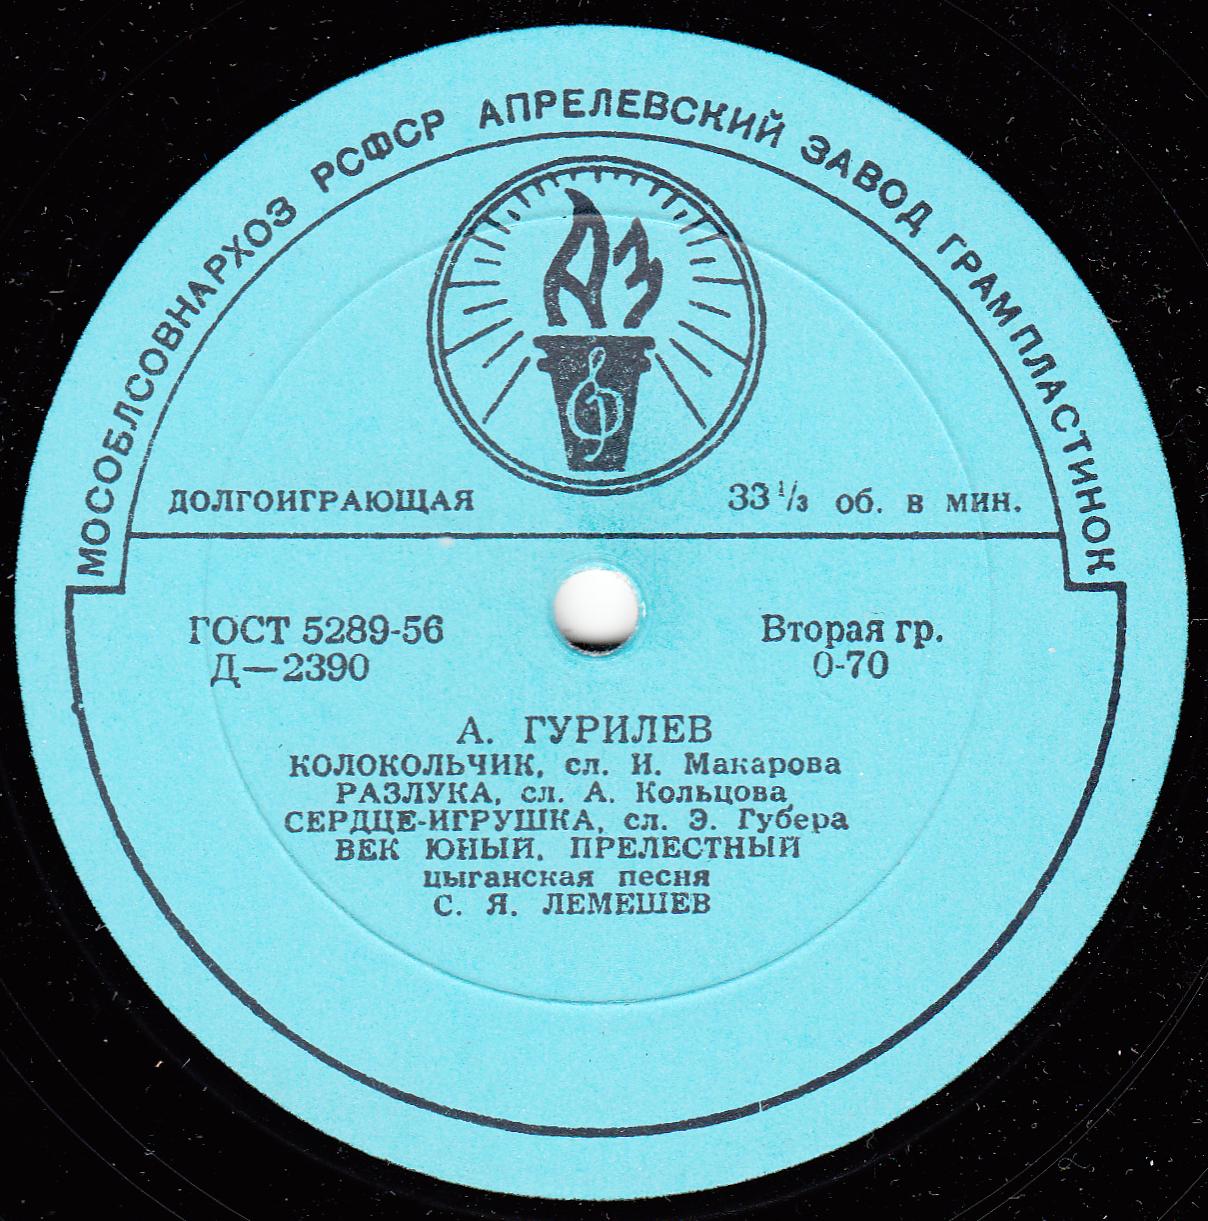 МОСОБЛСОВНАРХОЗ РСФСР АПРЕЛЕВСКИЙ ЗАВОД ГРАМПЛАСТИНОК
АЗ
ДОЛГОИГРАЮЩАЯ 33 1/3 об. в мин.
ГОСТ 5289-56 Вторая гр.
Д—2390 0-70
А. ГУРИЛЕВ
КОЛОКОЛЬЧИК, сл. И. Макарова
РАЗЛУКА, сл. А. Кольцова
СЕРДЦЕ-ИГРУШКА, сл. Э. Губера
ВЕК ЮНЫЙ, ПРЕЛЕСТНЫЙ
цыганская песня
С. Я. ЛЕМЕШЕВ